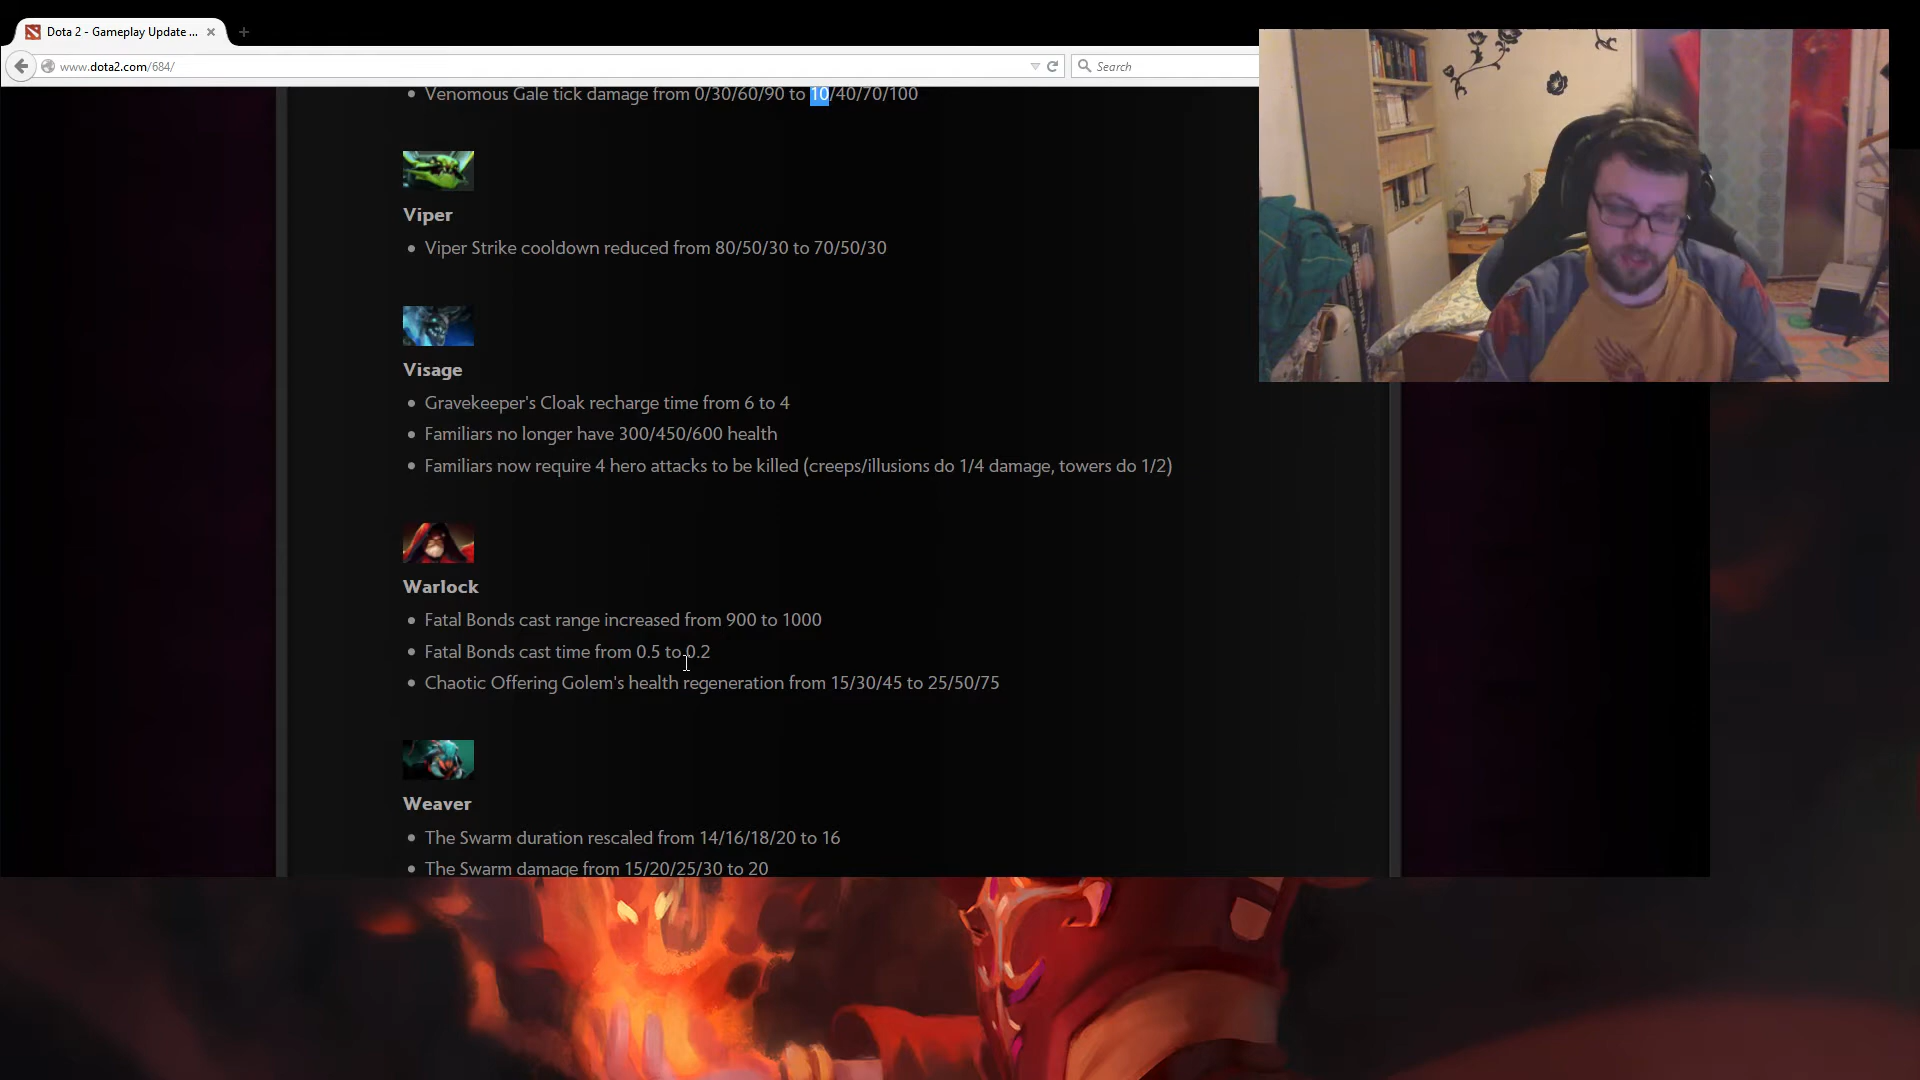 Dota 2 - Gameplay Update ...
www.dota2.com/684/
Search
Venomous Gale tick damage from 0/30/60/90 to 10/40/70/100
Viper
Viper Strike cooldown reduced from 80/50/30 to 70/50/30
Visage
Gravekeeper's Cloak recharge time from 6 to 4
Familiars no longer have 300/450/600 health
Familiars now require 4 hero attacks to be killed (creeps/illusions do 1/4 damage, towers do 1/2)
Warlock
Fatal Bonds cast range increased from 900 to 1000
Fatal Bonds cast time from 0.5 to 0.2
Chaotic Offering Golem's health regeneration from 15/30/45 to 25/50/75
Weaver
The Swarm duration rescaled from 14/16/18/20 to 16
The Swarm damage from 15/20/25/30 to 20